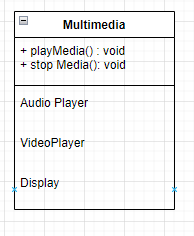 Multimedia
+ playMedia() : void
+ stop Media(): void
Audio Player
VideoPlayer
Display